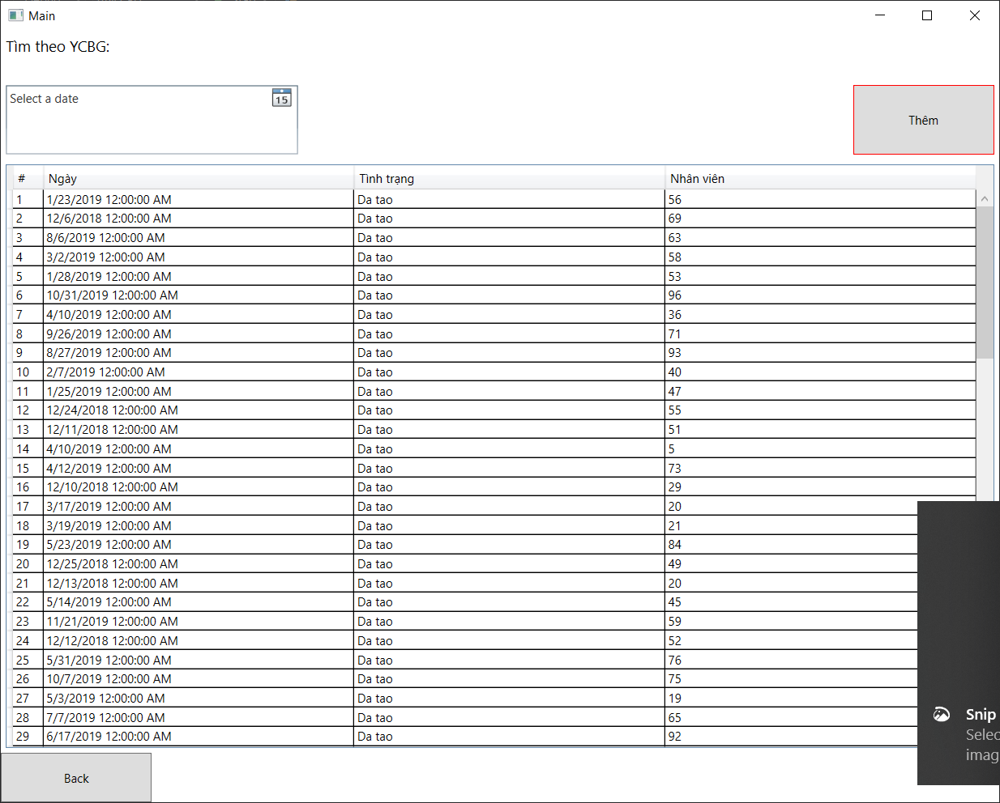 Main
Tìm theo YCBG:
Select a date 15
Thêm
# Ngày Tình trạng Nhân viên
1 1/23/2019 12:00:00 AM Da tao 56
2 12/6/2018 12:00:00 AM Da tao 69
3 8/6/2019 12:00:00 AM Da tao 63
4 3/2/2019 12:00:00 AM Da tao 58
5 1/28/2019 12:00:00 AM Da tao 53
6 10/31/2019 12:00:00 AM Da tao 96
7 4/10/2019 12:00:00 AM Da tao 36
8 9/26/2019 12:00:00 AM Da tao 71
9 8/27/2019 12:00:00 AM Da tao 93
10 2/7/2019 12:00:00 AM Da tao 40
11 1/25/2019 12:00:00 AM Da tao 47
12 12/24/2018 12:00:00 AM Da tao 55
13 12/11/2018 12:00:00 AM Da tao 51
14 4/10/2019 12:00:00 AM Da tao 5
15 4/12/2019 12:00:00 AM Da tao 73
16 12/10/2018 12:00:00 AM Da tao 29
17 3/17/2019 12:00:00 AM Da tao 20
18 3/19/2019 12:00:00 AM Da tao 21
19 5/23/2019 12:00:00 AM Da tao 84
20 12/25/2018 12:00:00 AM Da tao 49
21 12/13/2018 12:00:00 AM Da tao 20
22 5/14/2019 12:00:00 AM Da tao 45
23 11/21/2019 12:00:00 AM Da tao 59
24 12/12/2018 12:00:00 AM Da tao 52
25 5/31/2019 12:00:00 AM Da tao 76
26 10/7/2019 12:00:00 AM Da tao 75
27 5/3/2019 12:00:00 AM Da tao 19
28 7/7/2019 12:00:00 AM Da tao 65
29 6/17/2019 12:00:00 AM Da tao 92
Snip
Selec
imag
Back